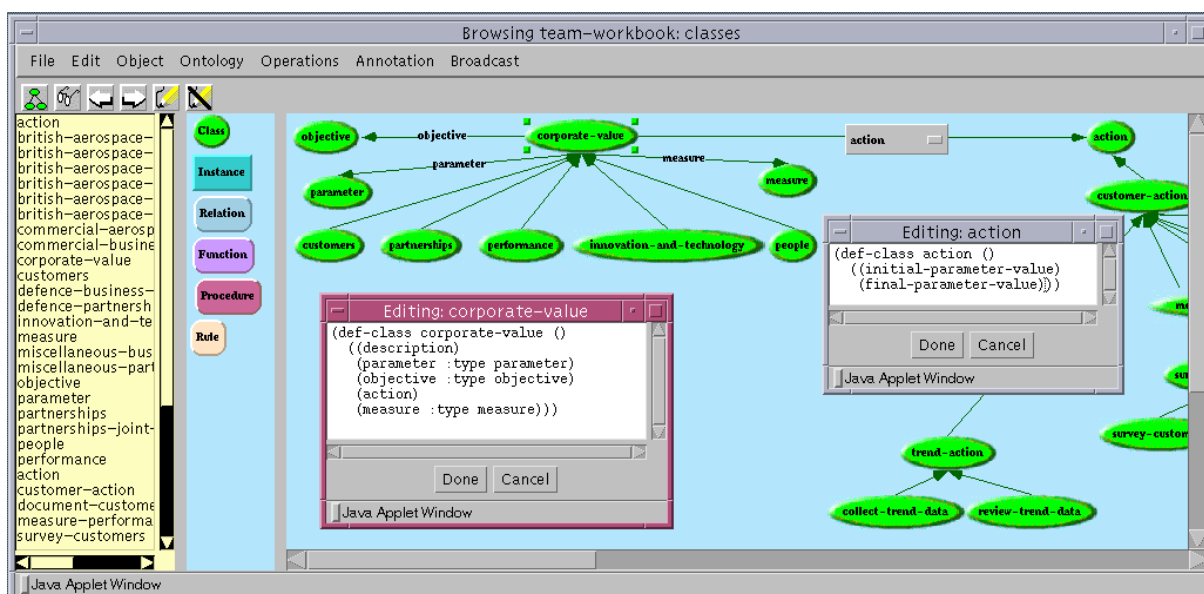 Browsing team-workbook: classes
File Edit Object Ontology Operations Annotation Broadcast
action
british-aerospace-
british-aerospace-
british-aerospace-
british-aerospace-
british-aerospace-
british-aerospace-
commercial-aerosp
commercial-busine
corporate-value
customers
defence-business-
defence-partnersh
innovation-and-te
measure
miscellaneous-bus
miscellaneous-part
objective
parameter
partnerships
partnerships-joint-
people
performance
action
customer-action
document-custome
measure-performa
survey-customers
Class
Instance
Relation
Function
Procedure
Rule
objective objective corporate-value action action
parameter measure
parameter measure customer-action
customers partnerships performance innovation-and-technology people
Editing: action
(def-class action ()
((initial-parameter-value)
(final-parameter-value)))
Done Cancel
Java Applet Window
Editing: corporate-value
(def-class corporate-value ()
((description)
(parameter :type parameter)
(objective :type objective)
(action)
(measure :type measure)))
Done Cancel
Java Applet Window
me
su
survey-custom
trend-action
collect-trend-data review-trend-data
Java Applet Window